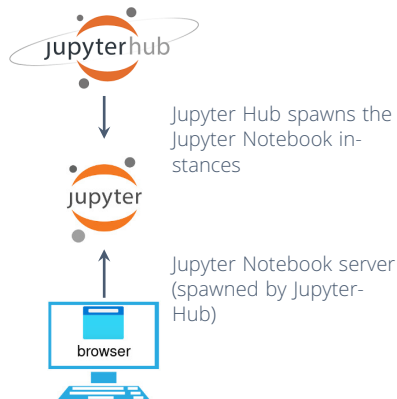 jupyterhub
Jupyter Hub spawns the
Jupyter Notebook in-
stances
jupyter
Jupyter Notebook server
(spawned by Jupyter-
Hub)
browser